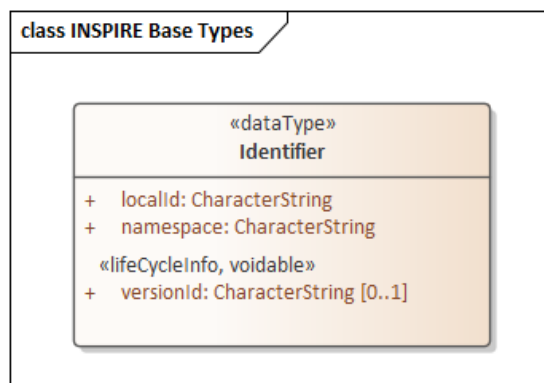 class INSPIRE Base Types
«dataType»
Identifier
+ localId: CharacterString
+ namespace: CharacterString
«lifeCycleInfo, voidable»
+ versionId: CharacterString [0..1]